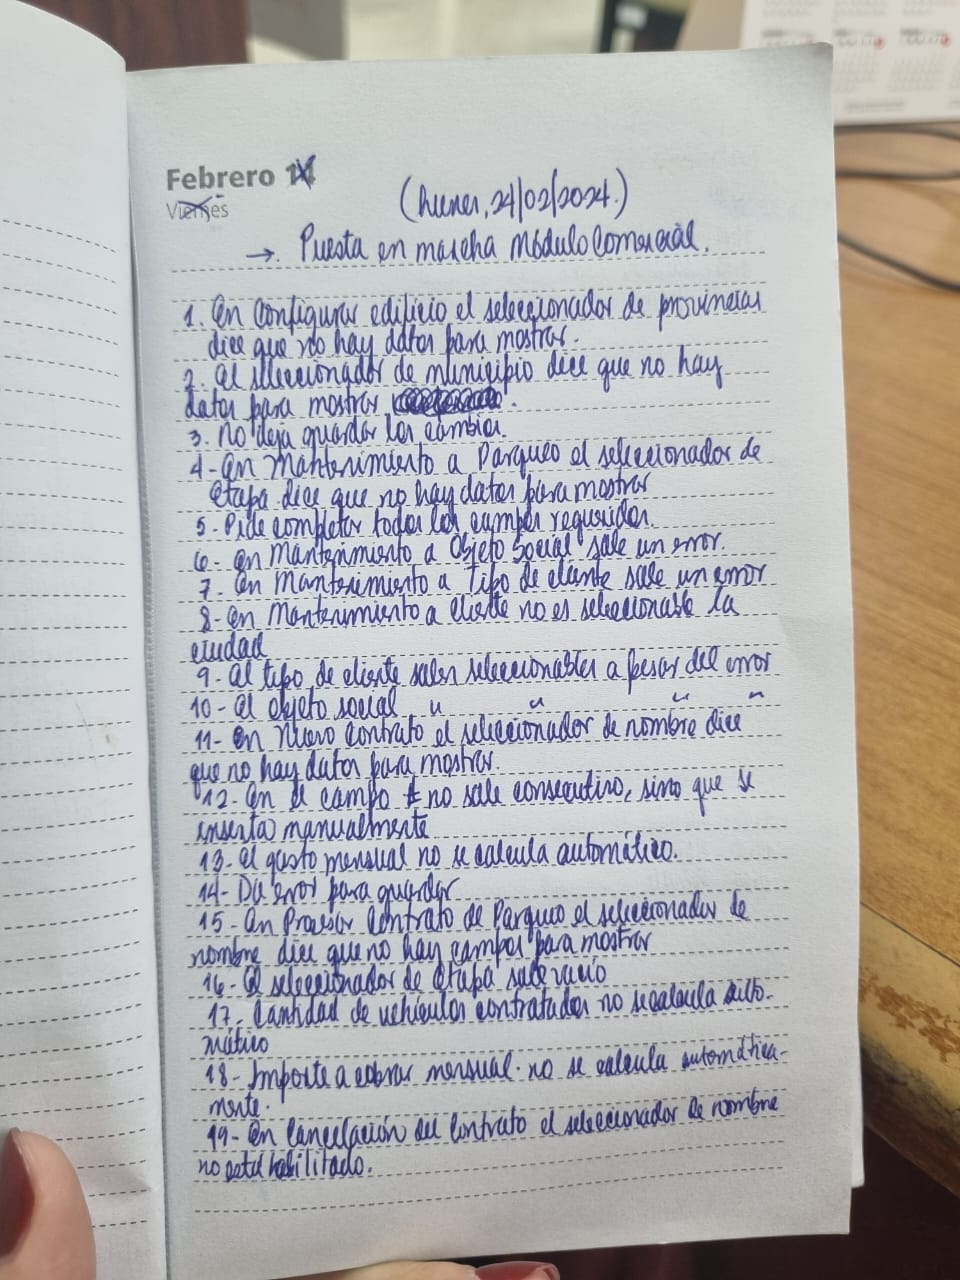 Febrero 14
Viernes
(Lunes, 24/02/2024.)
→. Puesta en marcha Módulo Comercial.
1. En Configurar edificio el seleccionador de provincias
dice que no hay datos para mostrar.
2. El seleccionador de municipio dice que no hay
datos para mostrar
3. No deja guardar los cambios.
4- En Mantenimiento a Parqueo el seleccionador de
etapa dice que no hay datos para mostrar
5- Pide completar todos los campos requeridos.
6- En Mantenimiento a Objeto Social sale un error.
7. En Mantenimiento a Tipo de cliente sale un error
8- En Mantenimiento a cliente no es seleccionable la
ciudad
9- El tipo de cliente salen seleccionables a pesar del error
10- El objeto social " " " "
11- En Nuevo Contrato el seleccionador de nombre dice
que no hay datos para mostrar.
12- En el campo # no sale consecutivo, sino que se
inserta manualmente
13- El gasto mensual no se calcula automático.
14- Da error para guardar
15- En Procesar Contrato de Parqueo el seleccionador de
nombre dice que no hay campos para mostrar
16- El seleccionador de etapa sale vacío
17- Cantidad de vehículos contratados no se calcula auto-
mático
18- Importe a cobrar mensual. no se calcula automática-
mente.
19- En Cancelación del Contrato el seleccionador de nombre
no está habilitado.